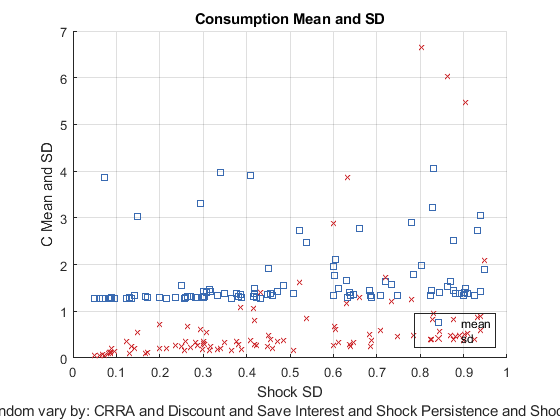 Consumption Mean and SD
7
6
5
4
3
2
1
0
C Mean and SD
mean
sd
0 0.1 0.2 0.3 0.4 0.5 0.6 0.7 0.8 0.9 1
Shock SD
ndom vary by: CRRA and Discount and Save Interest and Shock Persistence and Sho